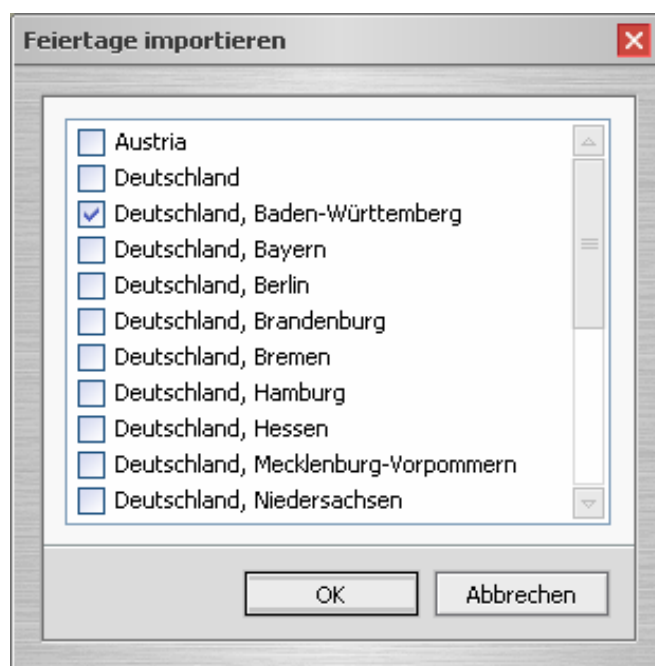 Feiertage importieren
Austria
Deutschland
Deutschland, Baden-Württemberg
Deutschland, Bayern
Deutschland, Berlin
Deutschland, Brandenburg
Deutschland, Bremen
Deutschland, Hamburg
Deutschland, Hessen
Deutschland, Mecklenburg-Vorpommern
Deutschland, Niedersachsen
OK Abbrechen